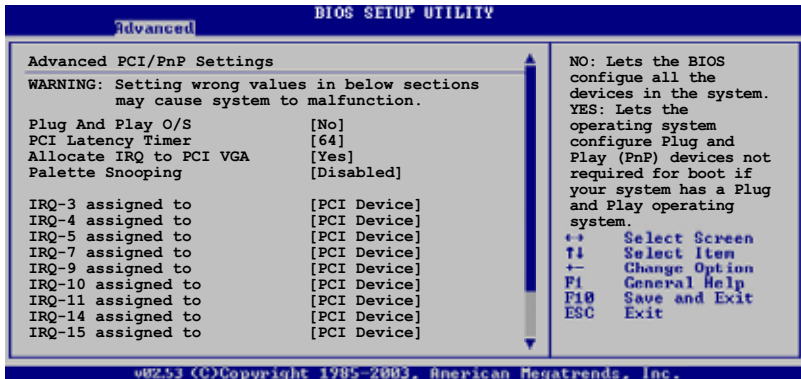 BIOS SETUP UTILITY
Advanced
Advanced PCI/PnP Settings
WARNING: Setting wrong values in below sections
may cause system to malfunction.
Plug And Play O/S [No]
PCI Latency Timer [64]
Allocate IRQ to PCI VGA [Yes]
Palette Snooping [Disabled]
IRQ-3 assigned to [PCI Device]
IRQ-4 assigned to [PCI Device]
IRQ-5 assigned to [PCI Device]
IRQ-7 assigned to [PCI Device]
IRQ-9 assigned to [PCI Device]
IRQ-10 assigned to [PCI Device]
IRQ-11 assigned to [PCI Device]
IRQ-14 assigned to [PCI Device]
IRQ-15 assigned to [PCI Device]
NO: Lets the BIOS
configue all the
devices in the system.
YES: Lets the
operating system
configure Plug and
Play (PnP) devices not
required for boot if
your system has a Plug
and Play operating
system.
↔ Select Screen
↑↓ Select Item
+- Change Option
F1 General Help
F10 Save and Exit
ESC Exit
v02.53 (C)Copyright 1985-2003, American Megatrends, Inc.